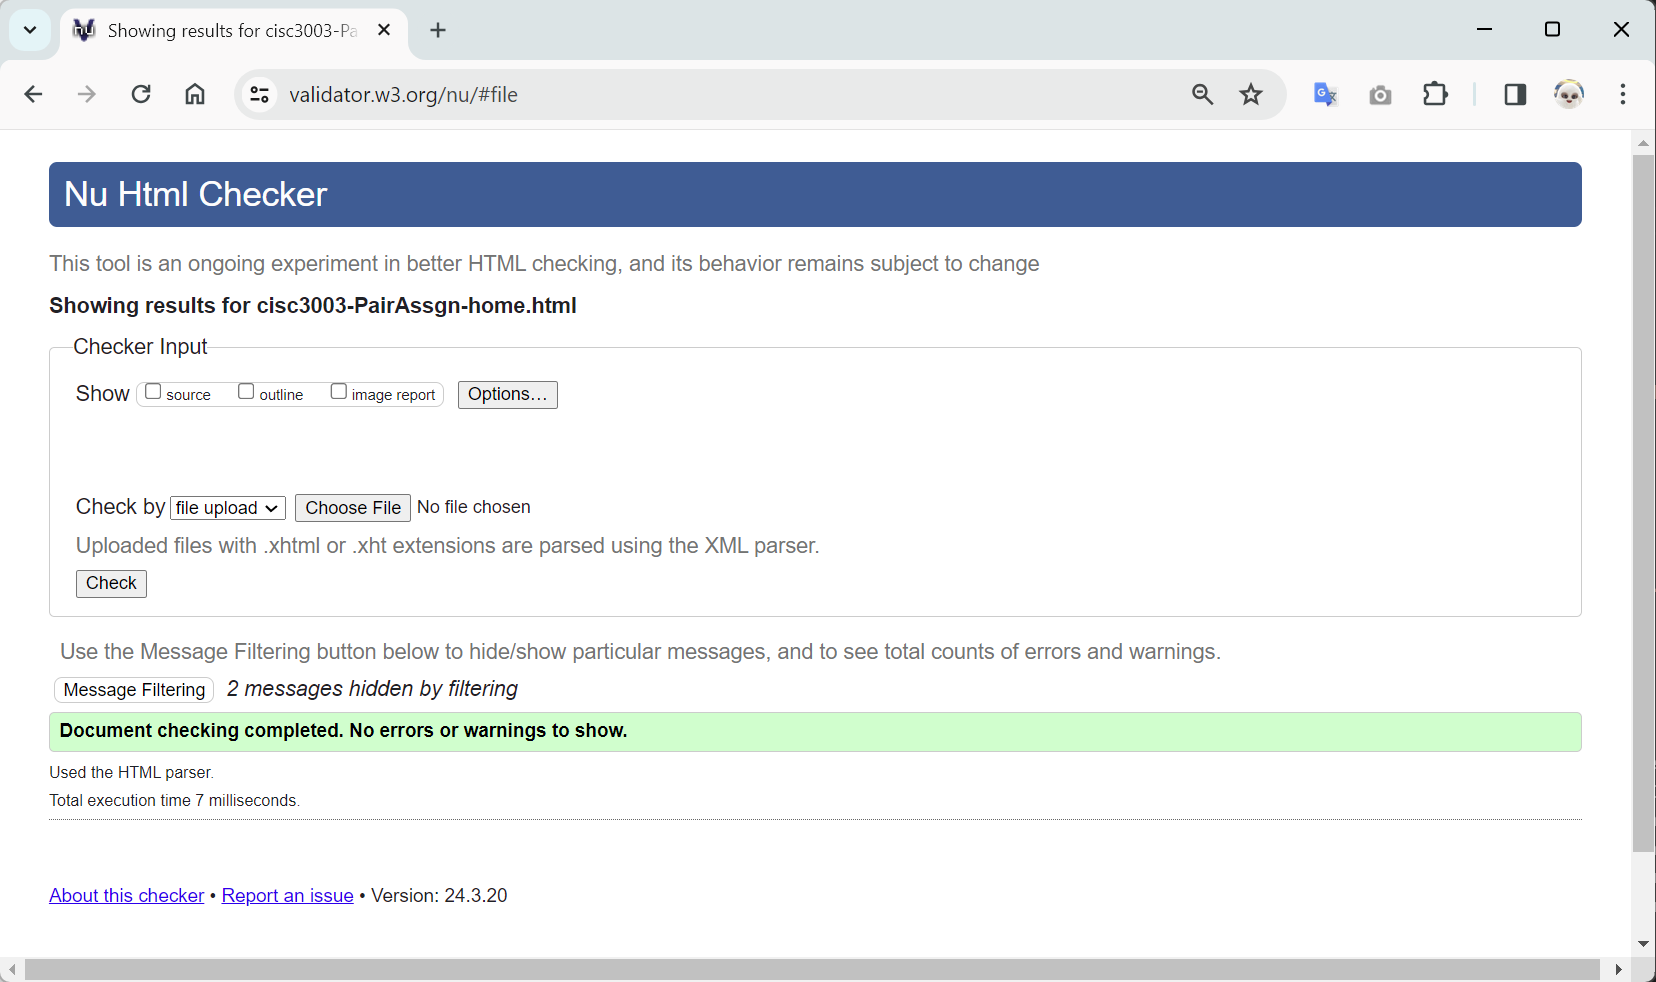 Showing results for cisc3003-Pa
validator.w3.org/nu/#file
Nu Html Checker
This tool is an ongoing experiment in better HTML checking, and its behavior remains subject to change
Showing results for cisc3003-PairAssgn-home.html
Checker Input
Show source outline image report Options...
Check by file upload Choose File No file chosen
Uploaded files with .xhtml or .xht extensions are parsed using the XML parser.
Check
Use the Message Filtering button below to hide/show particular messages, and to see total counts of errors and warnings.
Message Filtering 2 messages hidden by filtering
Document checking completed. No errors or warnings to show.
Used the HTML parser.
Total execution time 7 milliseconds.
About this checker • Report an issue • Version: 24.3.20